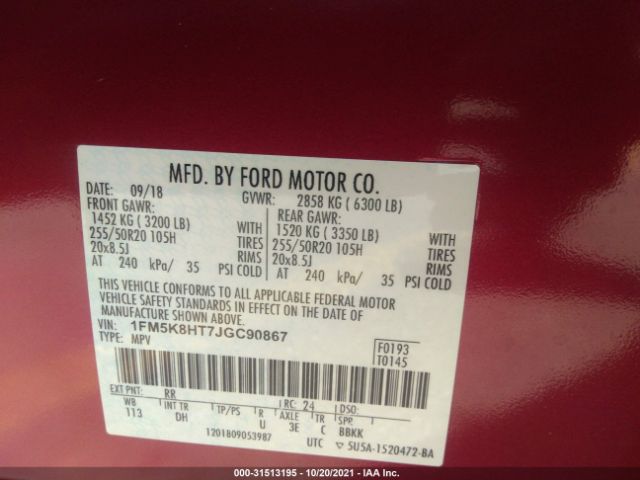 MFD. BY FORD MOTOR CO.
DATE: 09/18 GVWR: 2858 KG ( 6300 LB)
FRONT GAWR: REAR GAWR:
1452 KG ( 3200 LB) WITH 1520 KG ( 3350 LB) WITH
255/50R20 105H TIRES 255/50R20 105H TIRES
20x8.5J RIMS 20x8.5J RIMS
AT 240 kPa/ 35 PSI COLD AT 240 kPa/ 35 PSI COLD
THIS VEHICLE CONFORMS TO ALL APPLICABLE FEDERAL MOTOR
VEHICLE SAFETY STANDARDS IN EFFECT ON THE DATE OF
MANUFACTURE SHOWN ABOVE.
VIN: 1FM5K8HT7JGC90867
TYPE: MPV
F0193
T0145
EXT PNT: RR RC: 24 DSO:
WB INT TR TP/PS R AXLE TR SPR
113 DH U 3E C BBKK
1201809053987 UTC 5U5A-1520472-BA
000-31513195 - 10/20/2021 - IAA Inc.